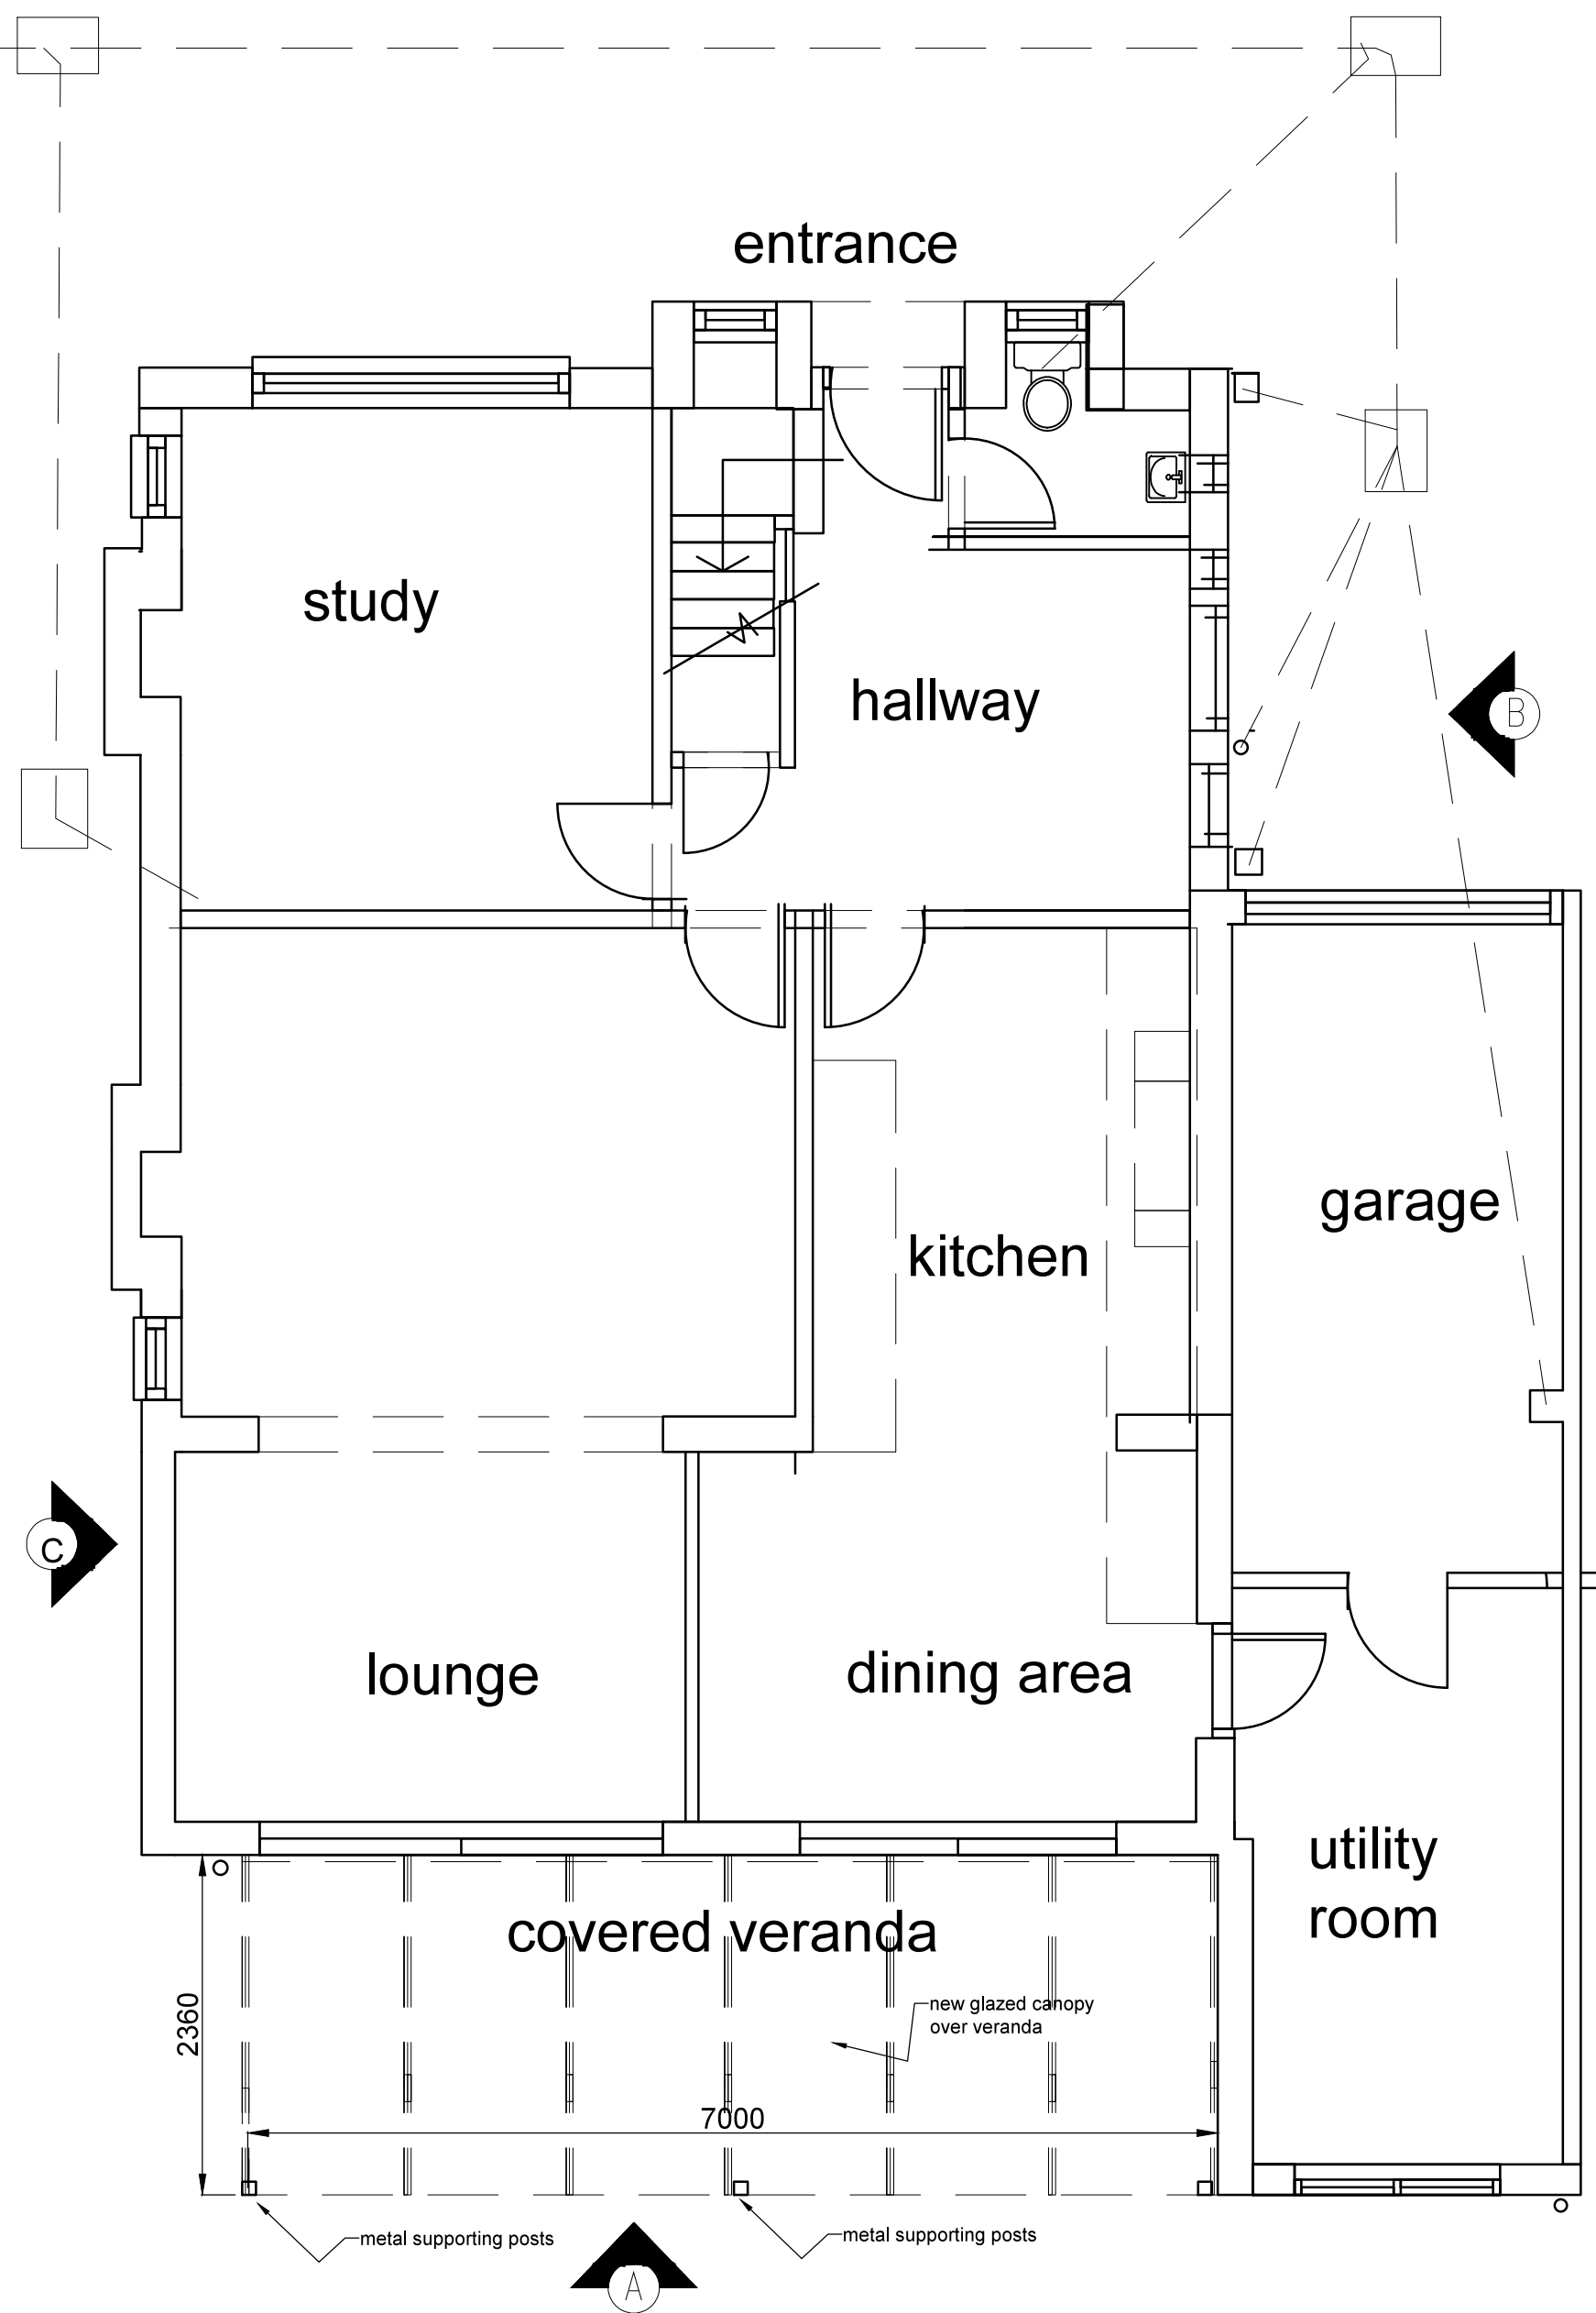 entrance
study
hallway
B
garage
kitchen
C
lounge
dining area
utility
room
covered veranda
new glazed canopy
over veranda
2360
7000
metal supporting posts
metal supporting posts
A